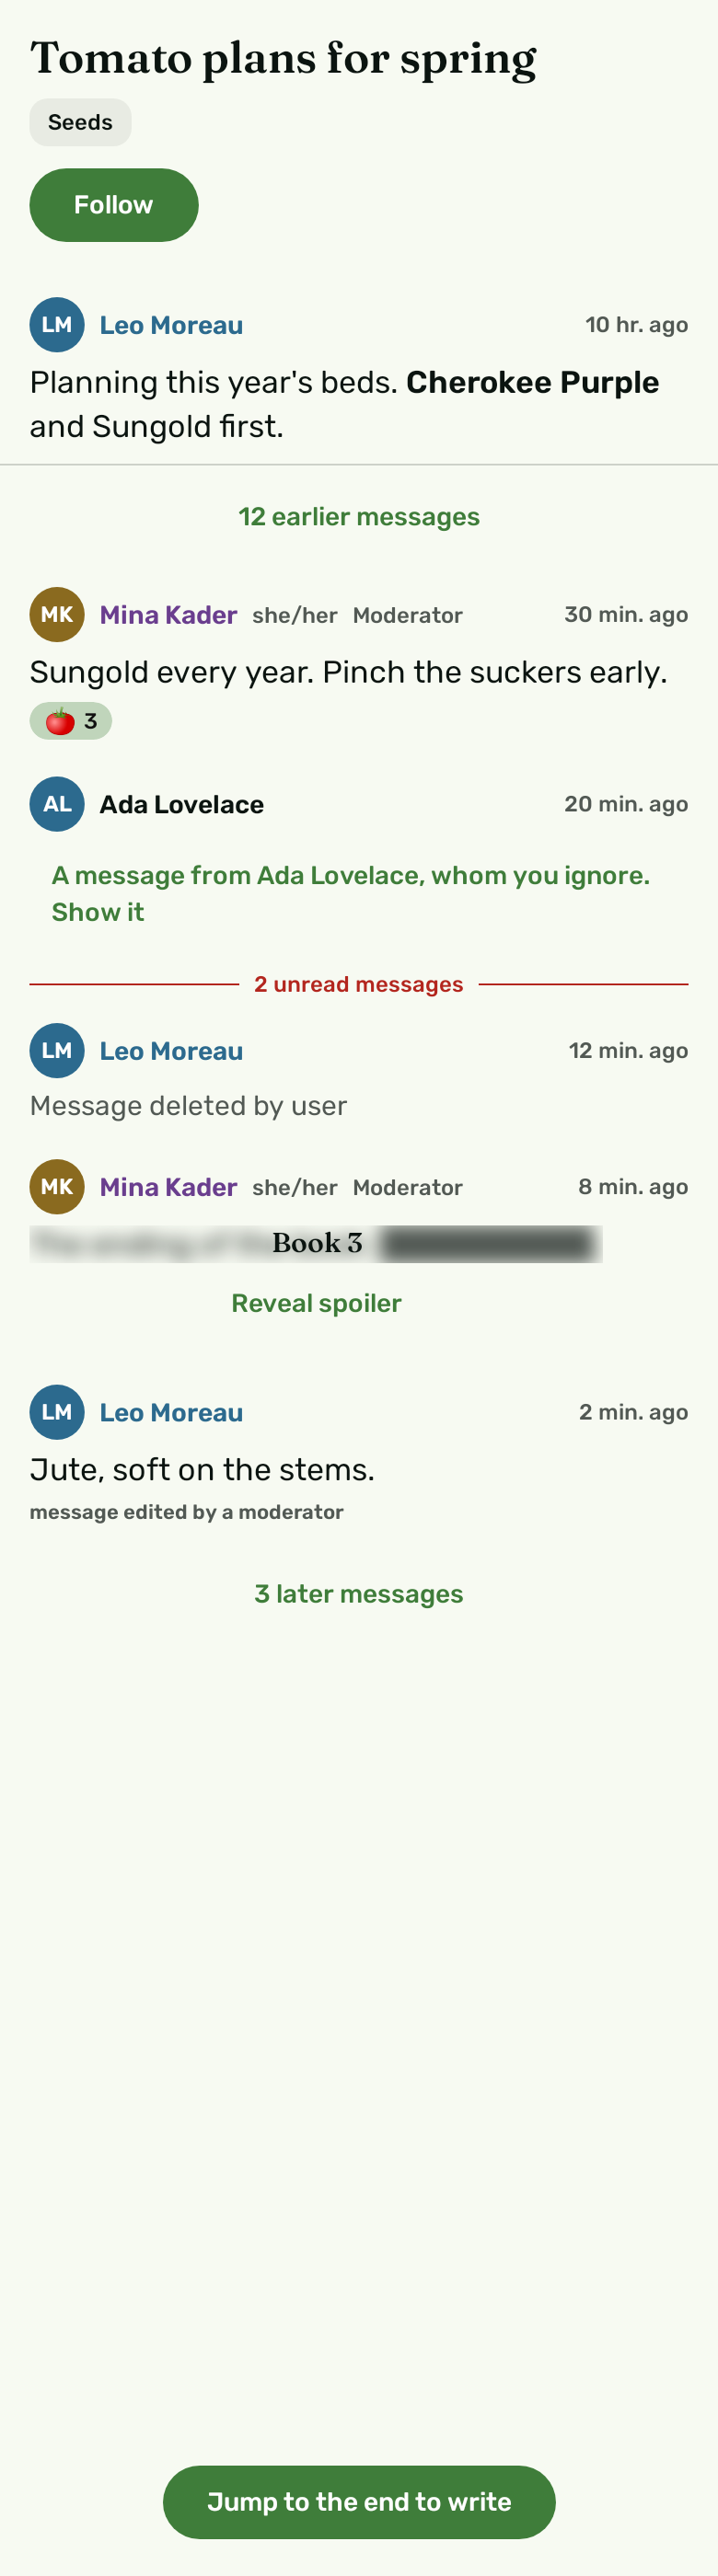 Tomato plans for spring
Seeds
Follow
LM Leo Moreau 10 hr. ago
Planning this year's beds. Cherokee Purple
and Sungold first.
12 earlier messages
MK Mina Kader she/her Moderator 30 min. ago
Sungold every year. Pinch the suckers early.
🍅 3
AL Ada Lovelace 20 min. ago
A message from Ada Lovelace, whom you ignore.
Show it
2 unread messages
LM Leo Moreau 12 min. ago
Message deleted by user
MK Mina Kader she/her Moderator 8 min. ago
Book 3
Reveal spoiler
LM Leo Moreau 2 min. ago
Jute, soft on the stems.
message edited by a moderator
3 later messages
Jump to the end to write